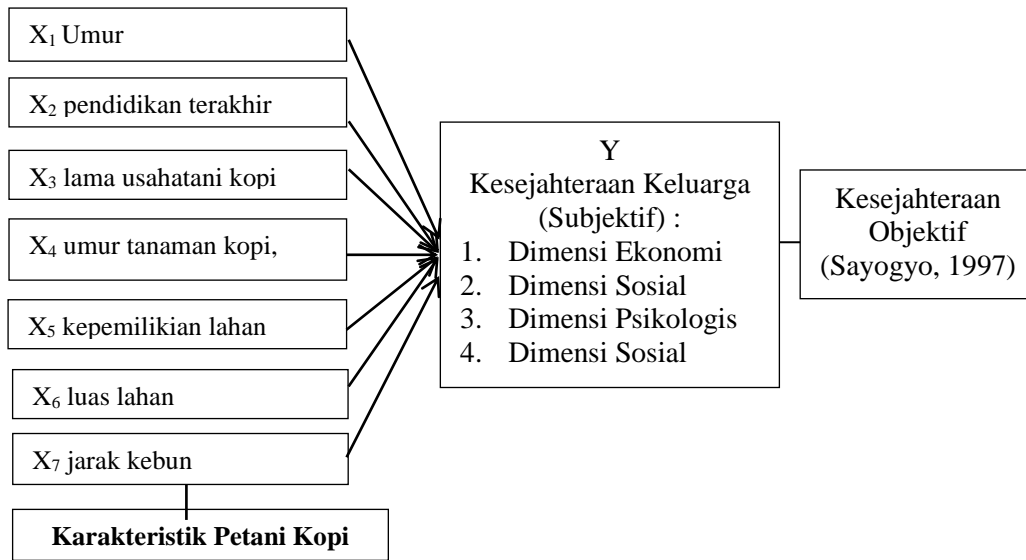 X₁ Umur
X₂ pendidikan terakhir
X₃ lama usahatani kopi
X₄ umur tanaman kopi,
X₅ kepemilikian lahan
X₆ luas lahan
X₇ jarak kebun
Karakteristik Petani Kopi
Y
Kesejahteraan Keluarga
(Subjektif) :
1. Dimensi Ekonomi
2. Dimensi Sosial
3. Dimensi Psikologis
4. Dimensi Sosial
Kesejahteraan
Objektif
(Sayogyo, 1997)